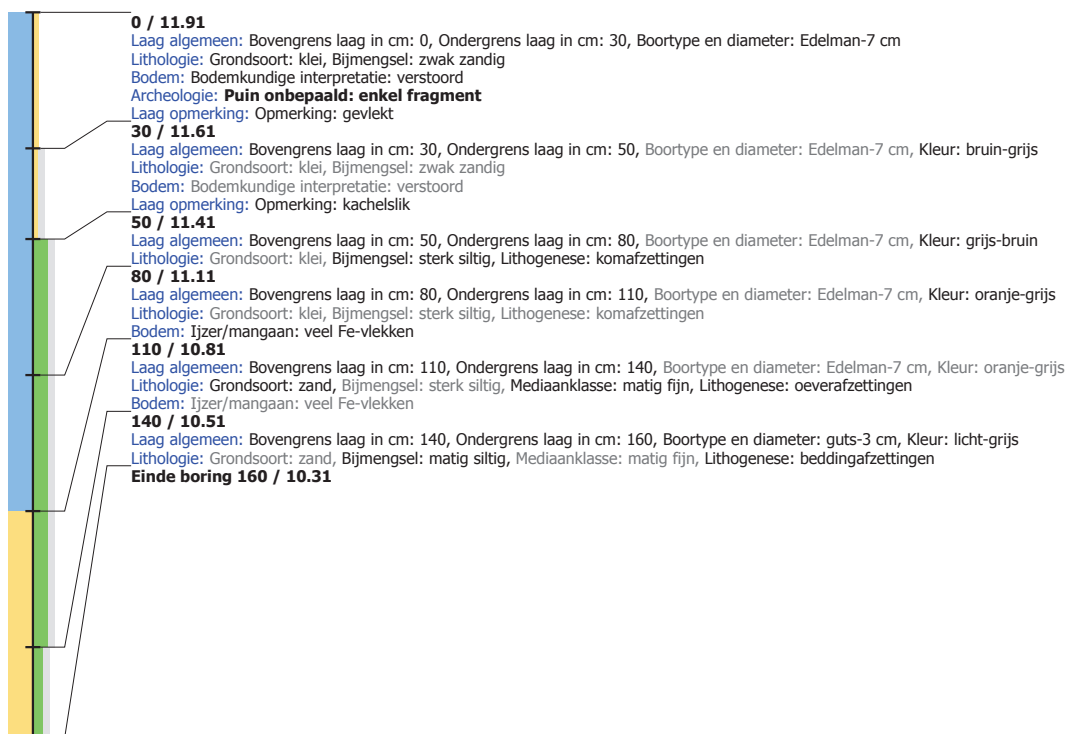 0 / 11.91
Laag algemeen: Bovengrens laag in cm: 0, Ondergrens laag in cm: 30, Boortype en diameter: Edelman-7 cm
Lithologie: Grondsoort: klei, Bijmengsel: zwak zandig
Bodem: Bodemkundige interpretatie: verstoord
Archeologie: Puin onbepaald: enkel fragment
Laag opmerking: Opmerking: gevlekt
30 / 11.61
Laag algemeen: Bovengrens laag in cm: 30, Ondergrens laag in cm: 50, Boortype en diameter: Edelman-7 cm, Kleur: bruin-grijs
Lithologie: Grondsoort: klei, Bijmengsel: zwak zandig
Bodem: Bodemkundige interpretatie: verstoord
Laag opmerking: Opmerking: kachelslik
50 / 11.41
Laag algemeen: Bovengrens laag in cm: 50, Ondergrens laag in cm: 80, Boortype en diameter: Edelman-7 cm, Kleur: grijs-bruin
Lithologie: Grondsoort: klei, Bijmengsel: sterk siltig, Lithogenese: komafzettingen
80 / 11.11
Laag algemeen: Bovengrens laag in cm: 80, Ondergrens laag in cm: 110, Boortype en diameter: Edelman-7 cm, Kleur: oranje-grijs
Lithologie: Grondsoort: klei, Bijmengsel: sterk siltig, Lithogenese: komafzettingen
Bodem: Ijzer/mangaan: veel Fe-vlekken
110 / 10.81
Laag algemeen: Bovengrens laag in cm: 110, Ondergrens laag in cm: 140, Boortype en diameter: Edelman-7 cm, Kleur: oranje-grijs
Lithologie: Grondsoort: zand, Bijmengsel: sterk siltig, Mediaanklasse: matig fijn, Lithogenese: oeverafzettingen
Bodem: Ijzer/mangaan: veel Fe-vlekken
140 / 10.51
Laag algemeen: Bovengrens laag in cm: 140, Ondergrens laag in cm: 160, Boortype en diameter: guts-3 cm, Kleur: licht-grijs
Lithologie: Grondsoort: zand, Bijmengsel: matig siltig, Mediaanklasse: matig fijn, Lithogenese: beddingafzettingen
Einde boring 160 / 10.31